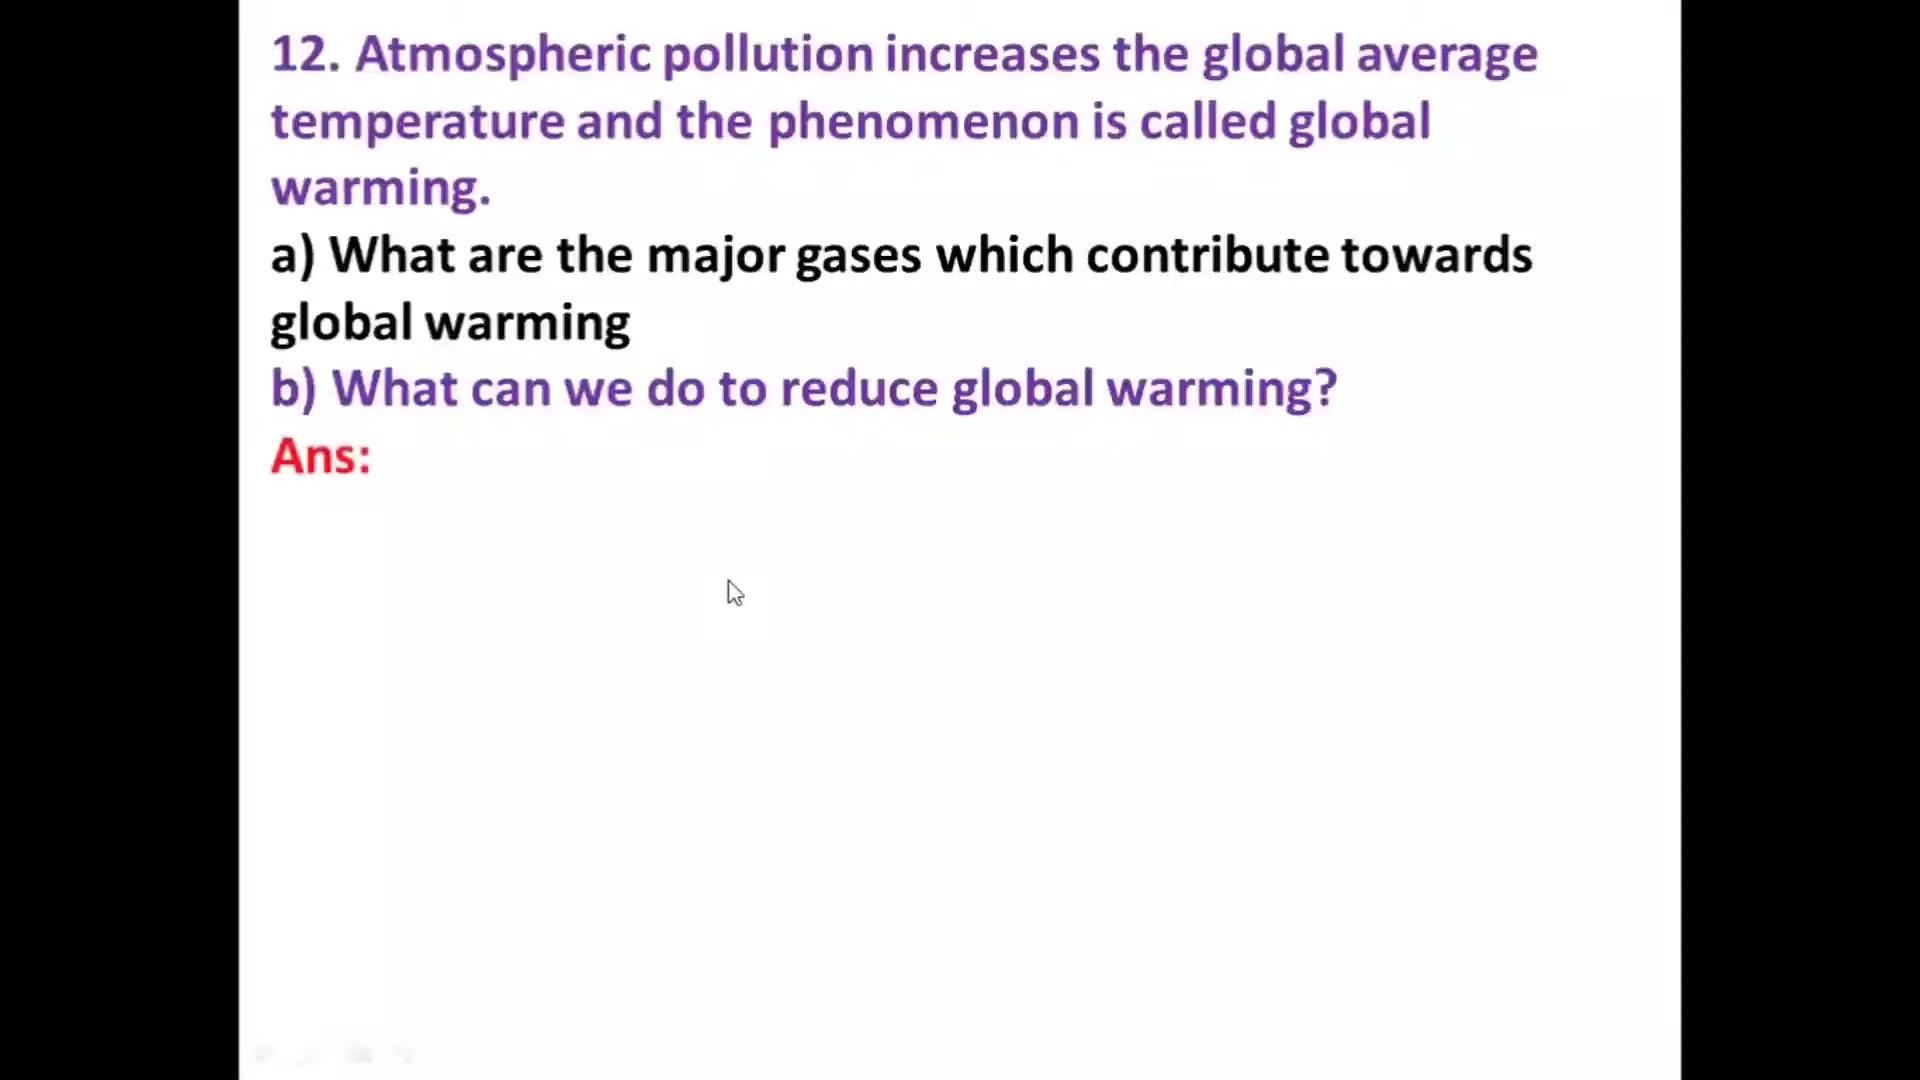 12. Atmospheric pollution increases the global average
temperature and the phenomenon is called global
warming.
a) What are the major gases which contribute towards
global warming
b) What can we do to reduce global warming?
Ans: